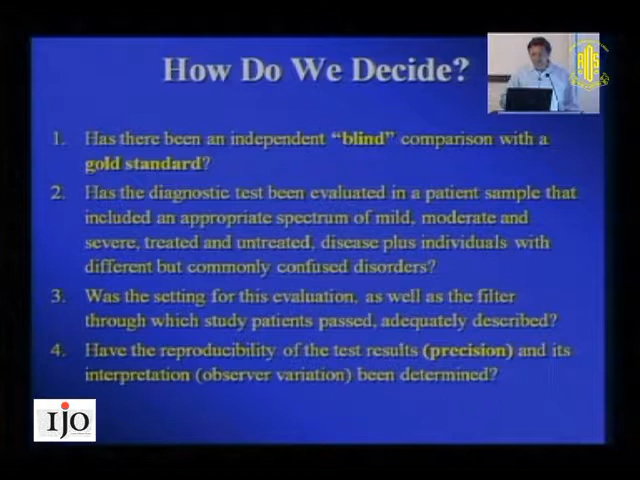 How Do We Decide?
1. Has there been an independent "blind" comparison with a
gold standard?
2. Has the diagnostic test been evaluated in a patient sample that
included an appropriate spectrum of mild, moderate and
severe, treated and untreated, disease plus individuals with
different but commonly confused disorders?
3. Was the setting for this evaluation, as well as the filter
through which study patients passed, adequately described?
4. Have the reproducibility of the test results (precision) and its
interpretation (observer variation) been determined?
AIOS
ijo